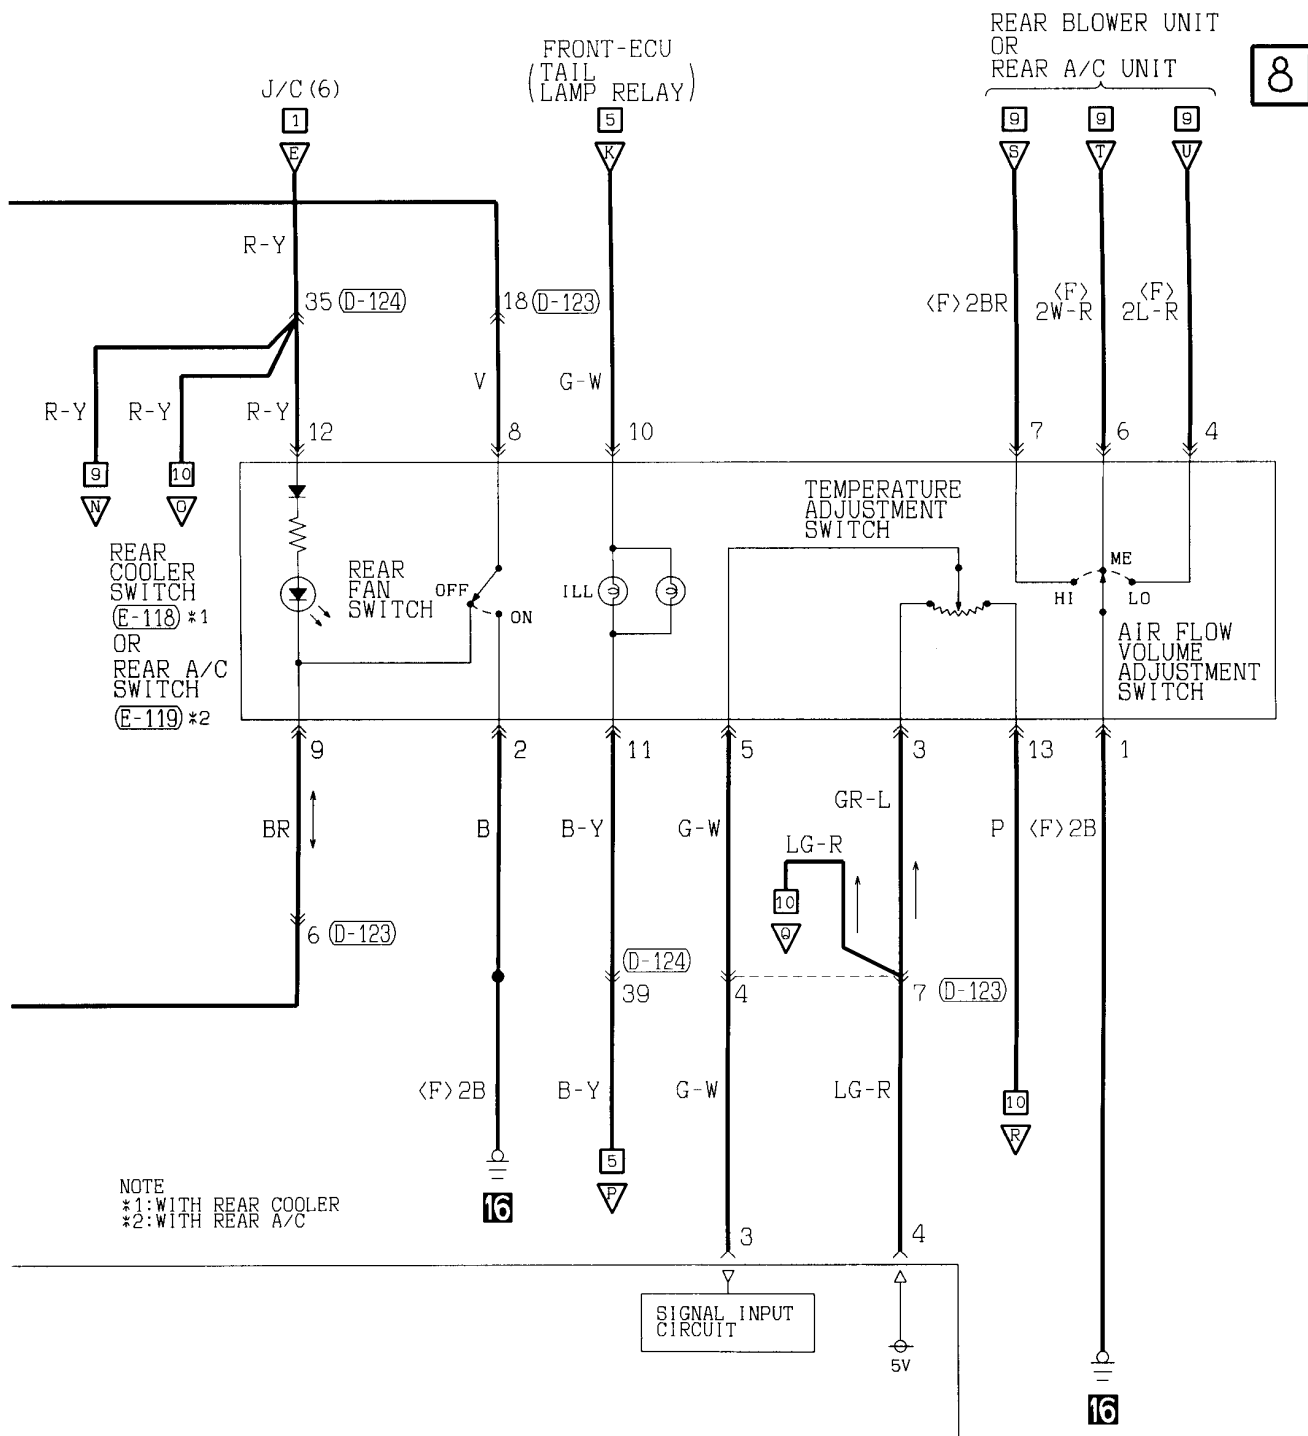 REAR BLOWER UNIT
OR
REAR A/C UNIT
8
FRONT-ECU
(TAIL
LAMP RELAY)
J/C(6)
1
5
9
9
9
E
K
S
T
U
R-Y
35 (D-124)
18 (D-123)
<F>2BR
<F>
2W-R
<F>
2L-R
V
G-W
R-Y
R-Y
R-Y
12
8
10
7
6
4
9
10
N
O
TEMPERATURE
ADJUSTMENT
SWITCH
REAR
COOLER
SWITCH
(E-118) *1
OR
REAR A/C
SWITCH
(E-119) *2
REAR
FAN
SWITCH
OFF
ON
ILL
ME
HI
LO
AIR FLOW
VOLUME
ADJUSTMENT
SWITCH
9
2
11
5
3
13
1
BR
B
B-Y
G-W
GR-L
P
<F>2B
LG-R
10
Q
6 (D-123)
(D-124)
39
4
7 (D-123)
<F>2B
B-Y
G-W
LG-R
10
R
5
P
16
NOTE
*1:WITH REAR COOLER
*2:WITH REAR A/C
3
4
SIGNAL INPUT
CIRCUIT
5V
16